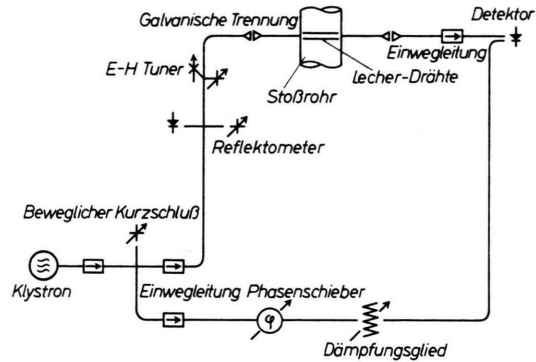 Detektor
Galvanische Trennung
Einwegleitung
E-H Tuner
Lecher-Drähte
Stoßrohr
Reflektometer
Beweglicher Kurzschluß
Klystron
Einwegleitung Phasenschieber
φ
Dämpfungsglied